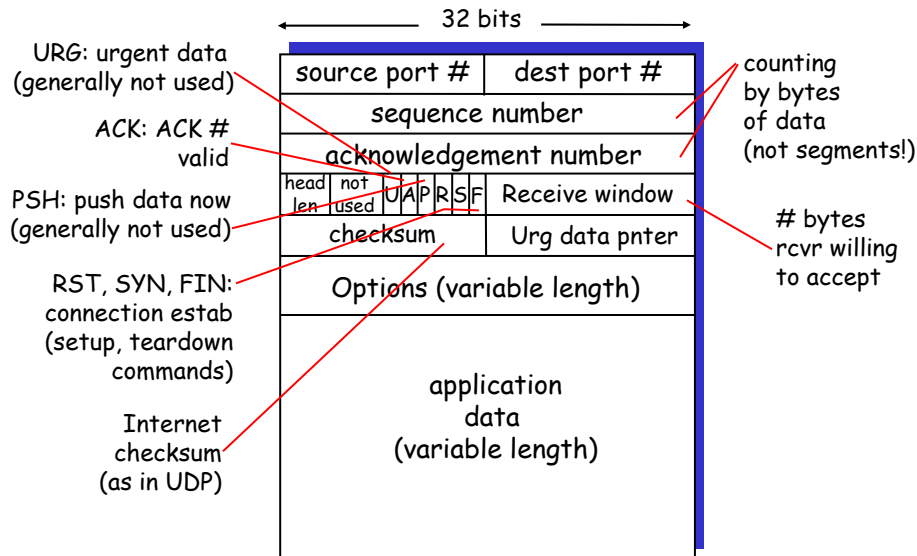 32 bits
URG: urgent data
(generally not used)
ACK: ACK #
valid
PSH: push data now
(generally not used)
RST, SYN, FIN:
connection estab
(setup, teardown
commands)
Internet
checksum
(as in UDP)
source port #
dest port #
sequence number
acknowledgement number
head
len
not
used
U
A
P
R
S
F
Receive window
checksum
Urg data pnter
Options (variable length)
application
data
(variable length)
counting
by bytes
of data
(not segments!)
# bytes
rcvr willing
to accept